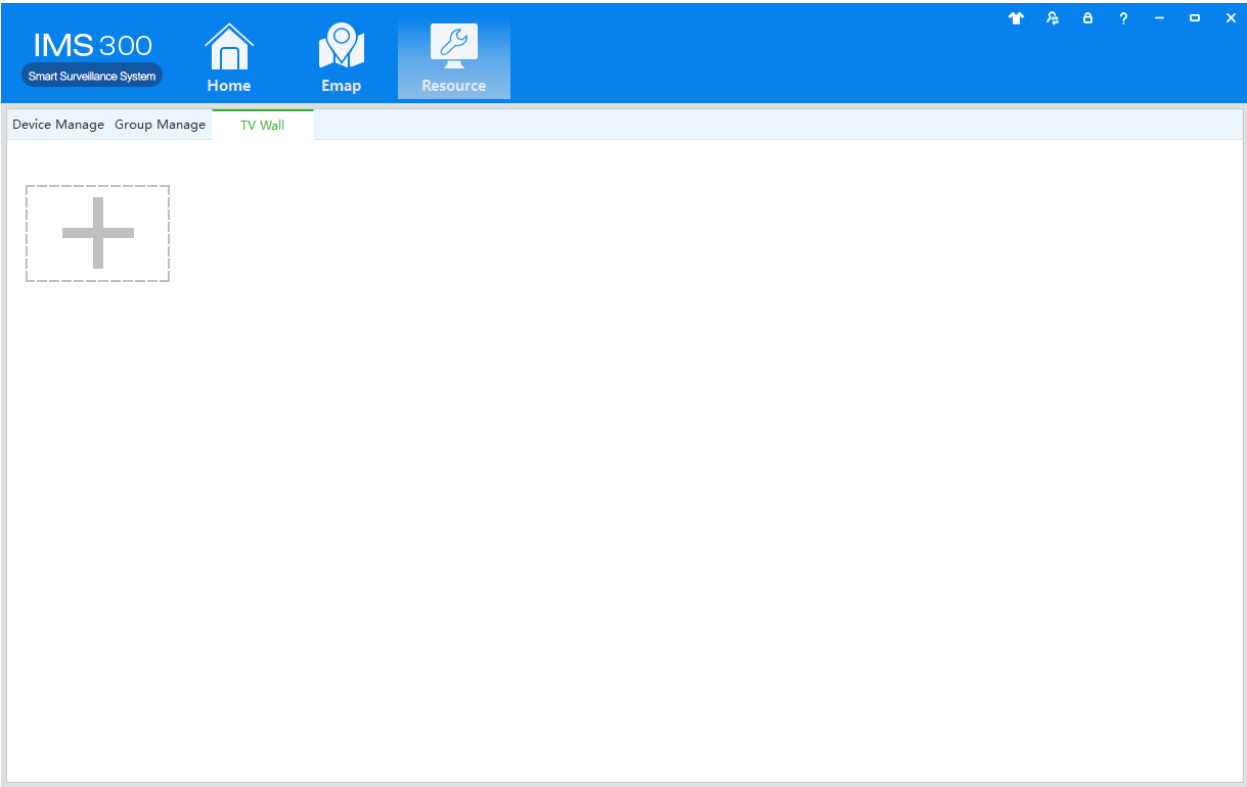 IMS 300
Smart Surveillance System
Home
Emap
Resource
Device Manage Group Manage TV Wall